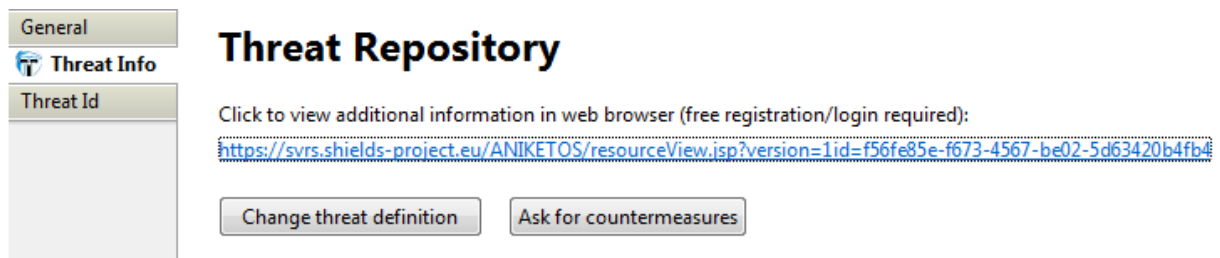 General
Threat Info
Threat Id
Threat Repository
Click to view additional information in web browser (free registration/login required):
https://svrs.shields-project.eu/ANIKETOS/resourceView.jsp?version=1id=f56fe85e-f673-4567-be02-5d63420b4fb4
Change threat definition
Ask for countermeasures